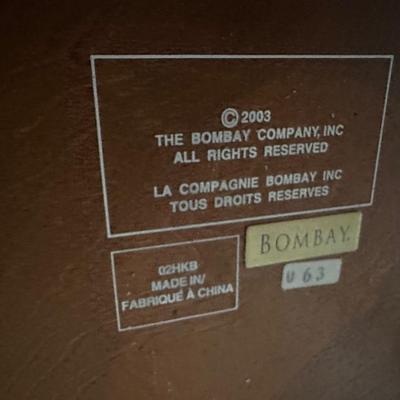 © 2003
THE BOMBAY COMPANY, INC
ALL RIGHTS RESERVED
LA COMPAGNIE BOMBAY INC
TOUS DROITS RESERVES
02HKB
MADE IN/
FABRIQUÉ À CHINA
BOMBAY.
U 63